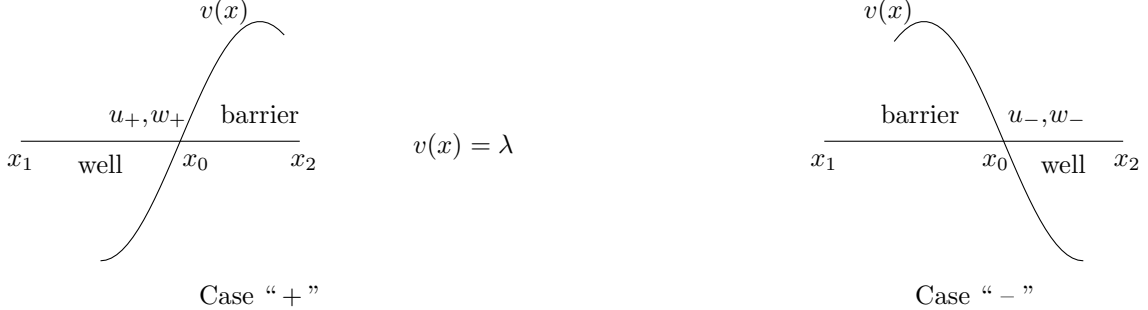 v(x) v(x)
u₊,w₊ barrier barrier u₋,w₋
x₁ well x₀ x₂ v(x) = λ x₁ x₀ well x₂
Case “ + ” Case “ – ”